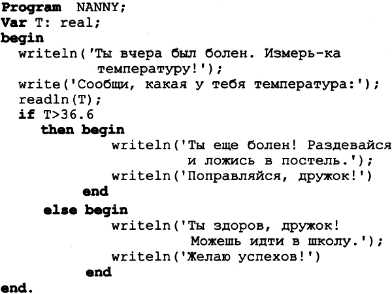 Program NANNY;
Var T: real;
begin
writeln('Ты вчера был болен. Измерь-ка
температуру!');
write('Сообщи, какая у тебя температура:');
readln(T);
if T>36.6
then begin
writeln('Ты еще болен! Раздевайся
и ложись в постель.');
writeln('Поправляйся, дружок!')
end
else begin
writeln('Ты здоров, дружок!
Можешь идти в школу.');
writeln('Желаю успехов!')
end
end.